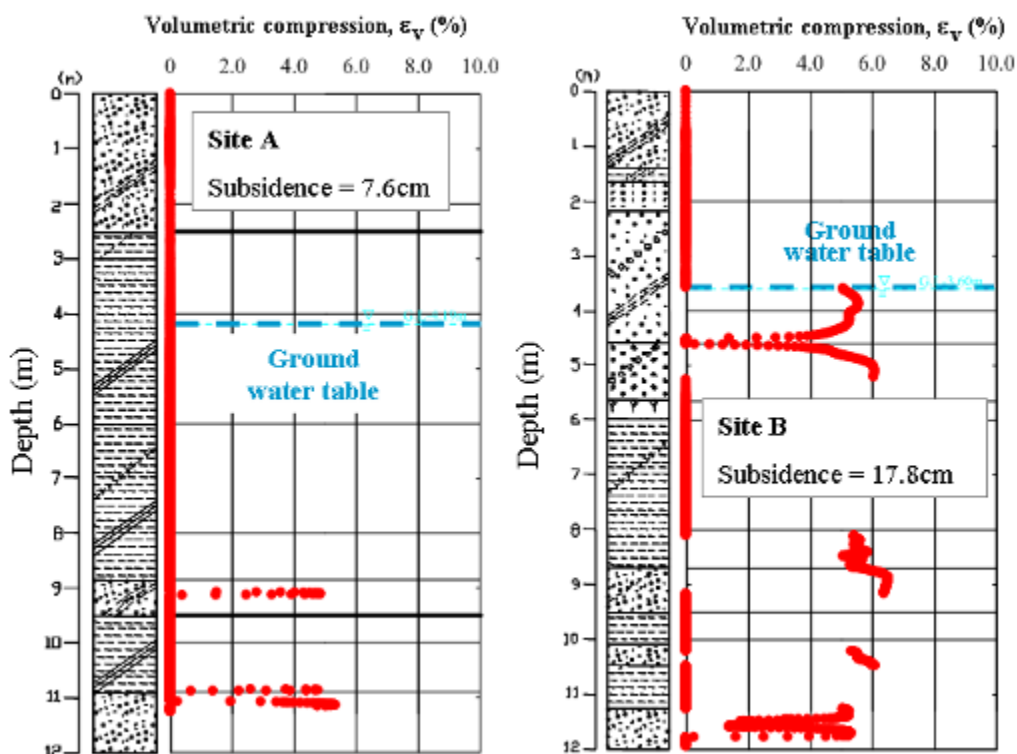 Volumetric compression, εv (%)
(m)
0 2.0 4.0 6.0 10.0
0
1
2
3
4
5
6
7
8
9
10
11
12
Depth (m)
Site A
Subsidence = 7.6cm
Ground
water table
Volumetric compression, εv (%)
0 2.0 4.0 6.0 8.0 10.0
0
1
2
3
4
5
6
7
8
9
10
11
12
Depth (m)
Ground
water table
Site B
Subsidence = 17.8cm